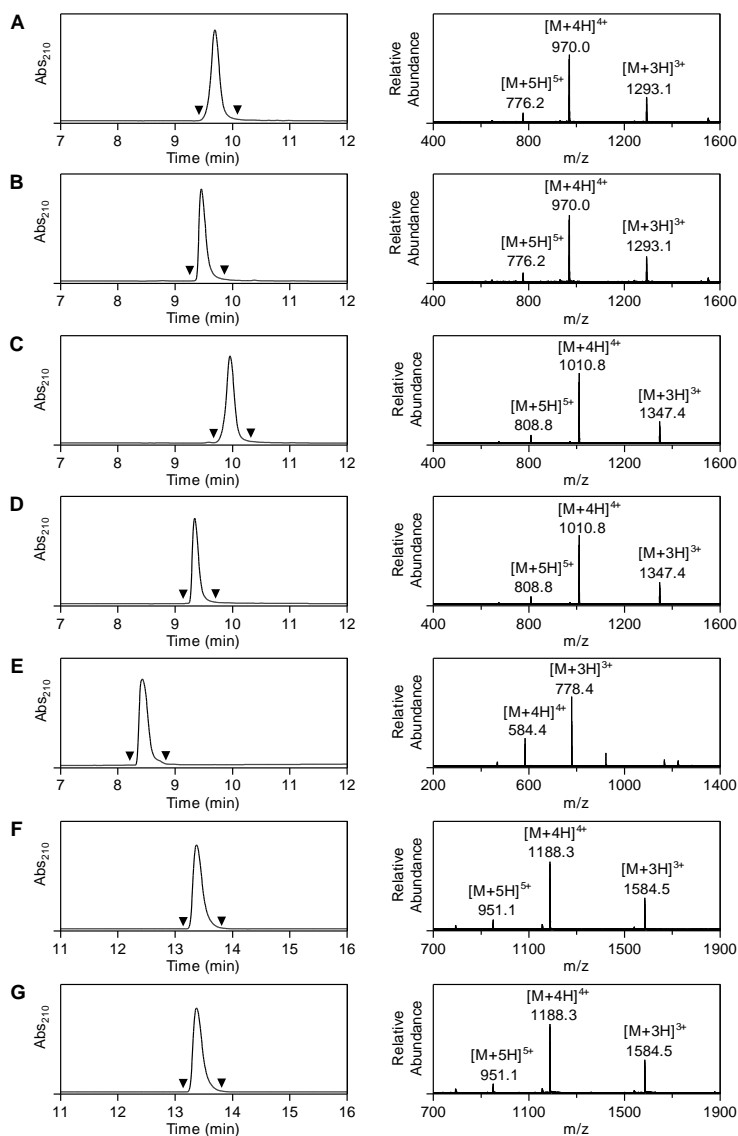 A
Abs₂₁₀
7 8 9 10 11 12
Time (min)
Relative
Abundance
[M+4H]⁴⁺
970.0
[M+5H]⁵⁺
776.2
[M+3H]³⁺
1293.1
400 800 1200 1600
m/z
B
Abs₂₁₀
7 8 9 10 11 12
Time (min)
Relative
Abundance
[M+4H]⁴⁺
970.0
[M+5H]⁵⁺
776.2
[M+3H]³⁺
1293.1
400 800 1200 1600
m/z
C
Abs₂₁₀
7 8 9 10 11 12
Time (min)
Relative
Abundance
[M+4H]⁴⁺
1010.8
[M+5H]⁵⁺
808.8
[M+3H]³⁺
1347.4
400 800 1200 1600
m/z
D
Abs₂₁₀
7 8 9 10 11 12
Time (min)
Relative
Abundance
[M+4H]⁴⁺
1010.8
[M+5H]⁵⁺
808.8
[M+3H]³⁺
1347.4
400 800 1200 1600
m/z
E
Abs₂₁₀
7 8 9 10 11 12
Time (min)
Relative
Abundance
[M+3H]³⁺
778.4
[M+4H]⁴⁺
584.4
200 600 1000 1400
m/z
F
Abs₂₁₀
11 12 13 14 15 16
Time (min)
Relative
Abundance
[M+4H]⁴⁺
1188.3
[M+5H]⁵⁺
951.1
[M+3H]³⁺
1584.5
700 1100 1500 1900
m/z
G
Abs₂₁₀
11 12 13 14 15 16
Time (min)
Relative
Abundance
[M+4H]⁴⁺
1188.3
[M+5H]⁵⁺
951.1
[M+3H]³⁺
1584.5
700 1100 1500 1900
m/z